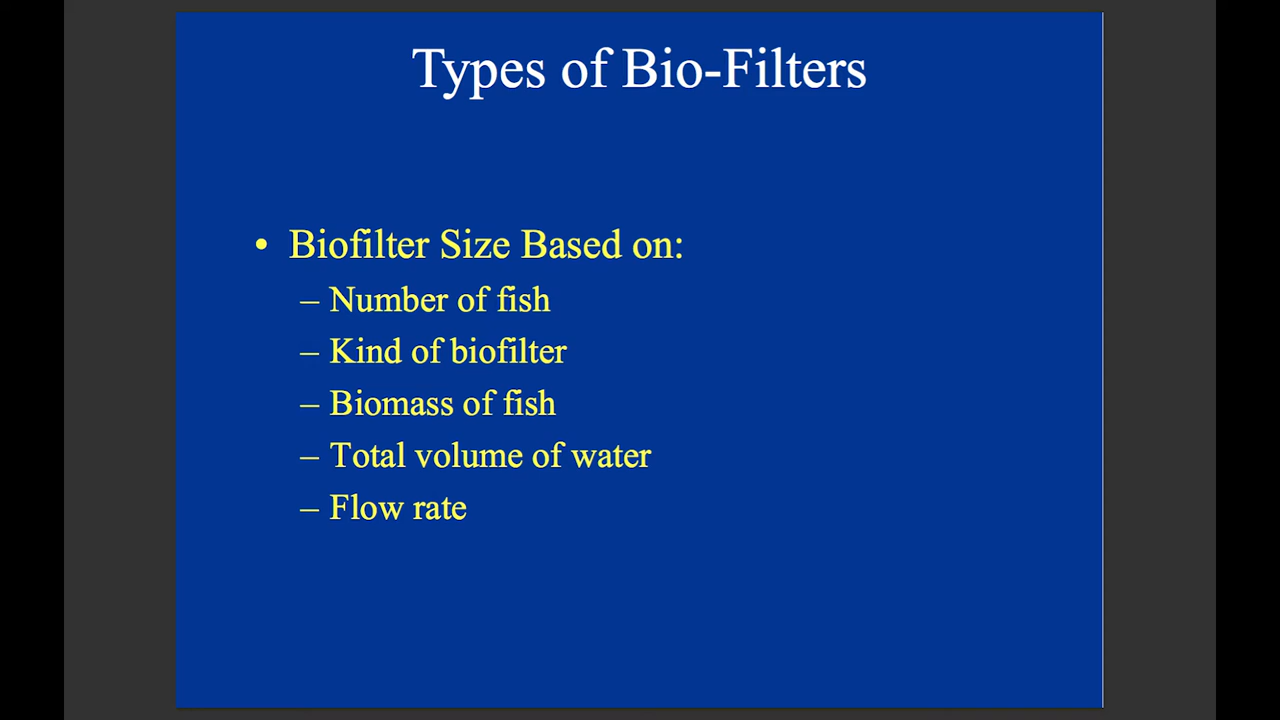 Types of Bio-Filters
• Biofilter Size Based on:
– Number of fish
– Kind of biofilter
– Biomass of fish
– Total volume of water
– Flow rate